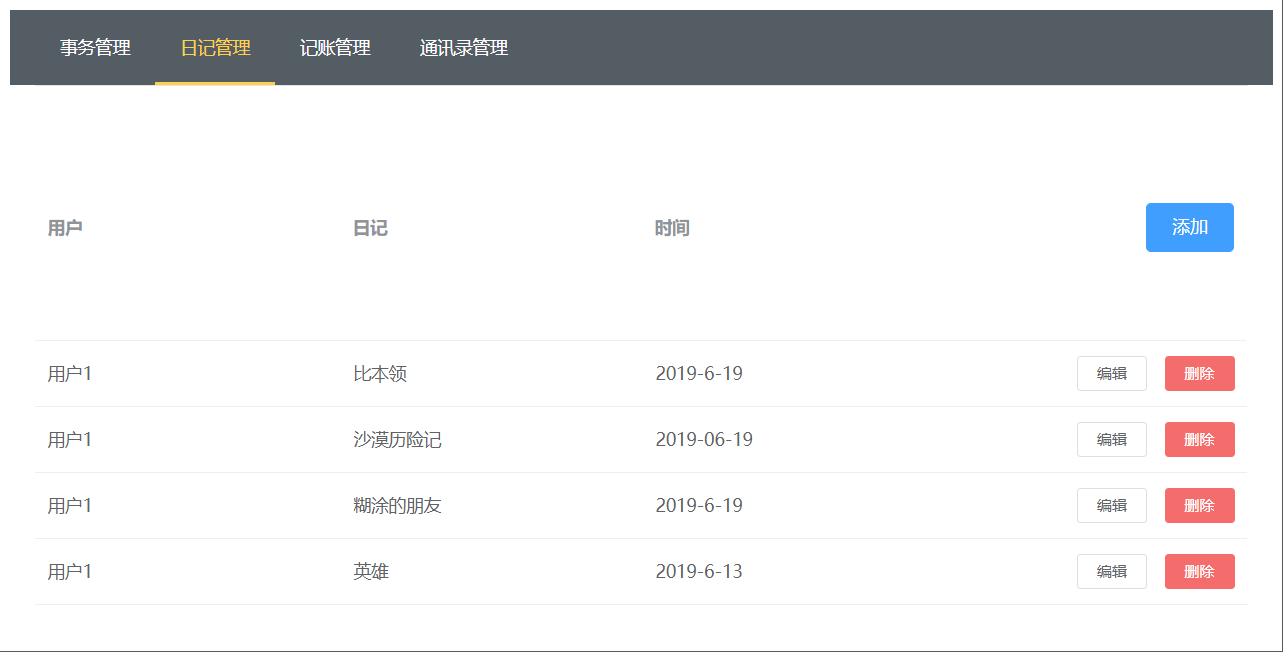 事务管理 日记管理 记账管理 通讯录管理
用户 日记 时间 添加
用户1 比本领 2019-6-19 编辑 删除
用户1 沙漠历险记 2019-06-19 编辑 删除
用户1 糊涂的朋友 2019-6-19 编辑 删除
用户1 英雄 2019-6-13 编辑 删除